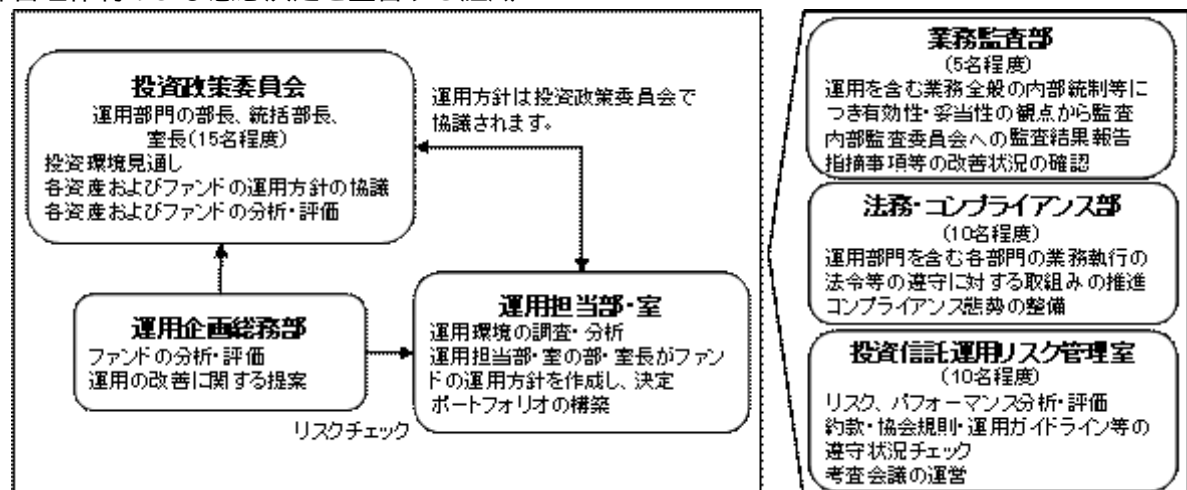 投資政策委員会
運用部門の部長、統括部長、
室長(15名程度)
投資環境見通し
各資産およびファンドの運用方針の協議
各資産およびファンドの分析・評価
運用方針は投資政策委員会で
協議されます。
運用企画総務部
ファンドの分析・評価
運用の改善に関する提案
リスクチェック
運用担当部・室
運用環境の調査・分析
運用担当部・室の部・室長がファン
ドの運用方針を作成し、決定
ポートフォリオの構築
業務監査部
(5名程度)
運用を含む業務全般の内部統制等に
つき有効性・妥当性の観点から監査
内部監査委員会への監査結果報告
指摘事項等の改善状況の確認
法務・コンプライアンス部
(10名程度)
運用部門を含む各部門の業務執行の
法令等の遵守に対する取組みの推進
コンプライアンス態勢の整備
投資信託運用リスク管理室
(10名程度)
リスク、パフォーマンス分析・評価
約款・協会規則・運用ガイドライン等の
遵守状況チェック
考査会議の運営